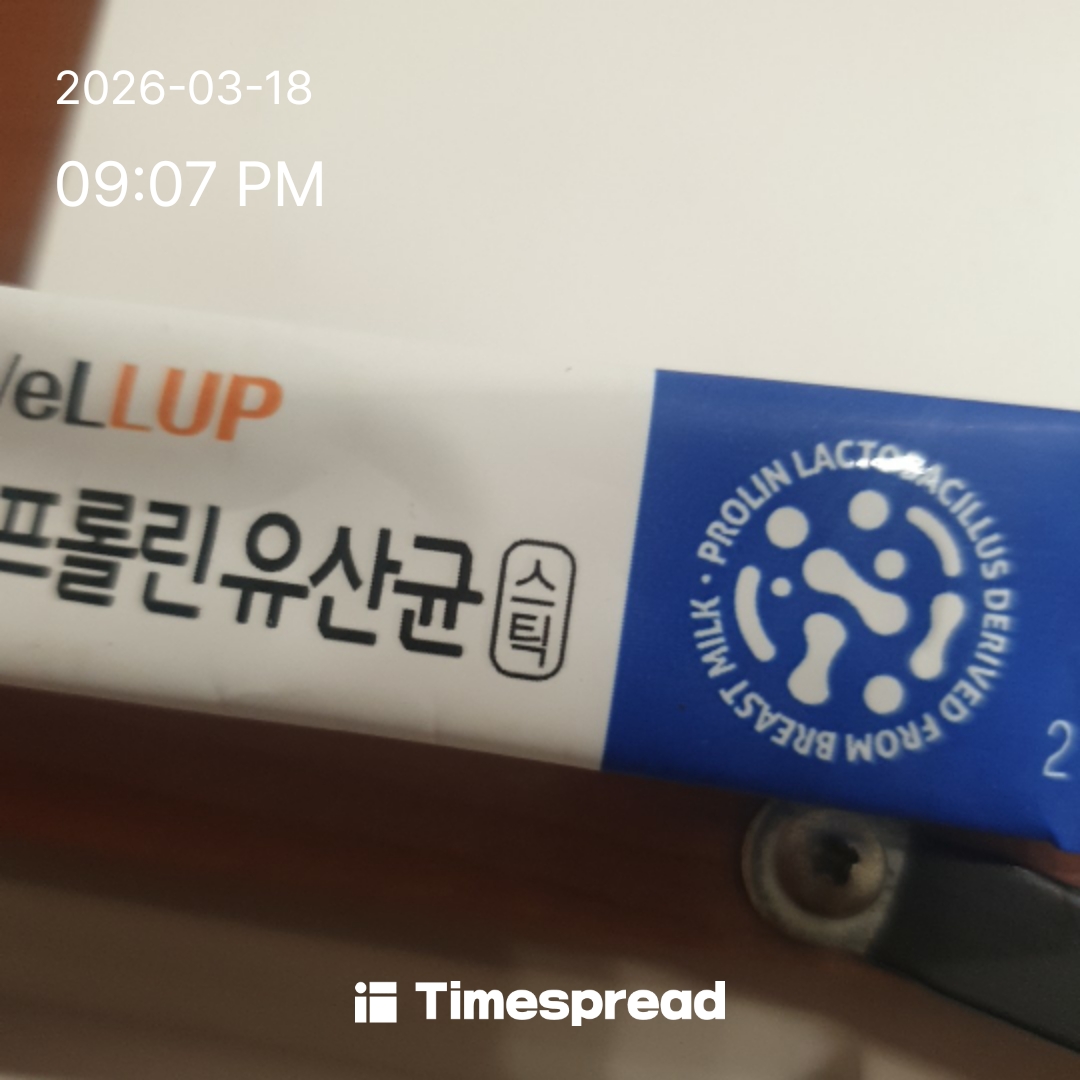 2026-03-18
09:07 PM
VeLLUP
프롤린유산균
스틱
PROLIN LACTOBACILLUS DERIVED FROM BREAST MILK ·
2
Timespread